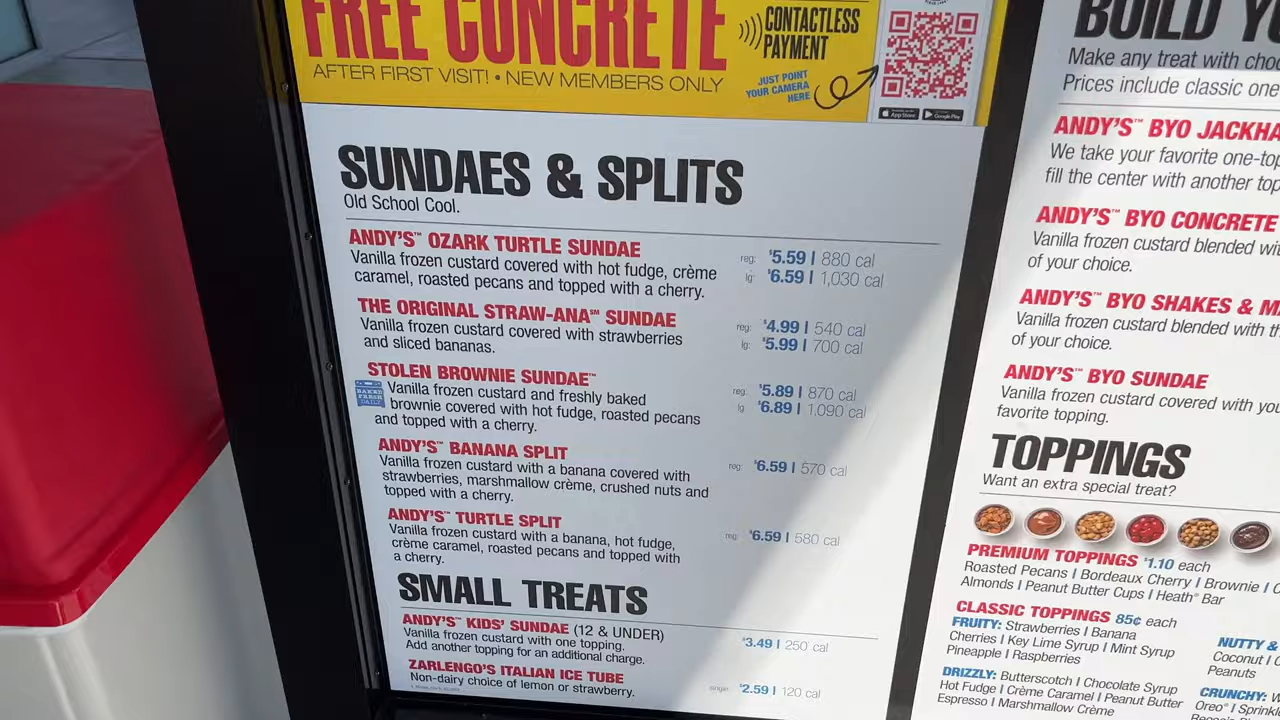 FREE CONCRETE
AFTER FIRST VISIT! • NEW MEMBERS ONLY
CONTACTLESS
PAYMENT
JUST POINT
YOUR CAMERA
HERE
App Store
Google Play
SUNDAES & SPLITS
Old School Cool.
ANDY'S™ OZARK TURTLE SUNDAE
Vanilla frozen custard covered with hot fudge, crème
caramel, roasted pecans and topped with a cherry.
reg: $5.59 | 880 cal
lg: $6.59 | 1,030 cal
THE ORIGINAL STRAW-ANA℠ SUNDAE
Vanilla frozen custard covered with strawberries
and sliced bananas.
reg: $4.99 | 540 cal
lg: $5.99 | 700 cal
STOLEN BROWNIE SUNDAE™
BAKED
FRESH
DAILY
Vanilla frozen custard and freshly baked
brownie covered with hot fudge, roasted pecans
and topped with a cherry.
reg: $5.89 | 870 cal
lg $6.89 | 1,090 cal
ANDY'S™ BANANA SPLIT
Vanilla frozen custard with a banana covered with
strawberries, marshmallow crème, crushed nuts and
topped with a cherry.
reg: $6.59 | 570 cal
ANDY'S™ TURTLE SPLIT
Vanilla frozen custard with a banana, hot fudge,
crème caramel, roasted pecans and topped with
a cherry.
reg: $6.59 | 580 cal
SMALL TREATS
ANDY'S™ KIDS' SUNDAE (12 & UNDER)
Vanilla frozen custard with one topping.
Add another topping for an additional charge.
$3.49 | 250 cal
ZARLENGO'S ITALIAN ICE TUBE
Non-dairy choice of lemon or strawberry.
single $2.59 | 120 cal
BUILD YO
Make any treat with choc
Prices include classic one
ANDY'S™ BYO JACKHA
We take your favorite one-top
fill the center with another top
ANDY'S™ BYO CONCRETE
Vanilla frozen custard blended wi
of your choice.
ANDY'S™ BYO SHAKES & MA
Vanilla frozen custard blended with th
of your choice.
ANDY'S™ BYO SUNDAE
Vanilla frozen custard covered with you
favorite topping.
TOPPINGS
Want an extra special treat?
PREMIUM TOPPINGS $1.10 each
Roasted Pecans | Bordeaux Cherry | Brownie | C
Almonds | Peanut Butter Cups | Heath® Bar
CLASSIC TOPPINGS 85¢ each
FRUITY: Strawberries | Banana
Cherries | Key Lime Syrup | Mint Syrup
Pineapple | Raspberries
DRIZZLY: Butterscotch | Chocolate Syrup
Hot Fudge | Crème Caramel | Peanut Butter
Espresso | Marshmallow Crème
NUTTY &
Coconut | C
Peanuts
CRUNCHY: W
Oreo® | Sprinkl